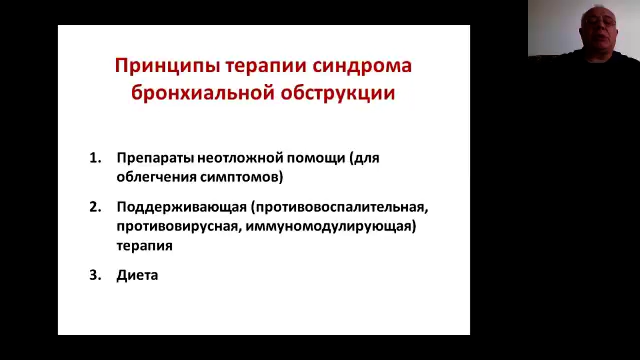 Принципы терапии синдрома
бронхиальной обструкции
1. Препараты неотложной помощи (для
облегчения симптомов)
2. Поддерживающая (противовоспалительная,
противовирусная, иммуномодулирующая)
терапия
3. Диета